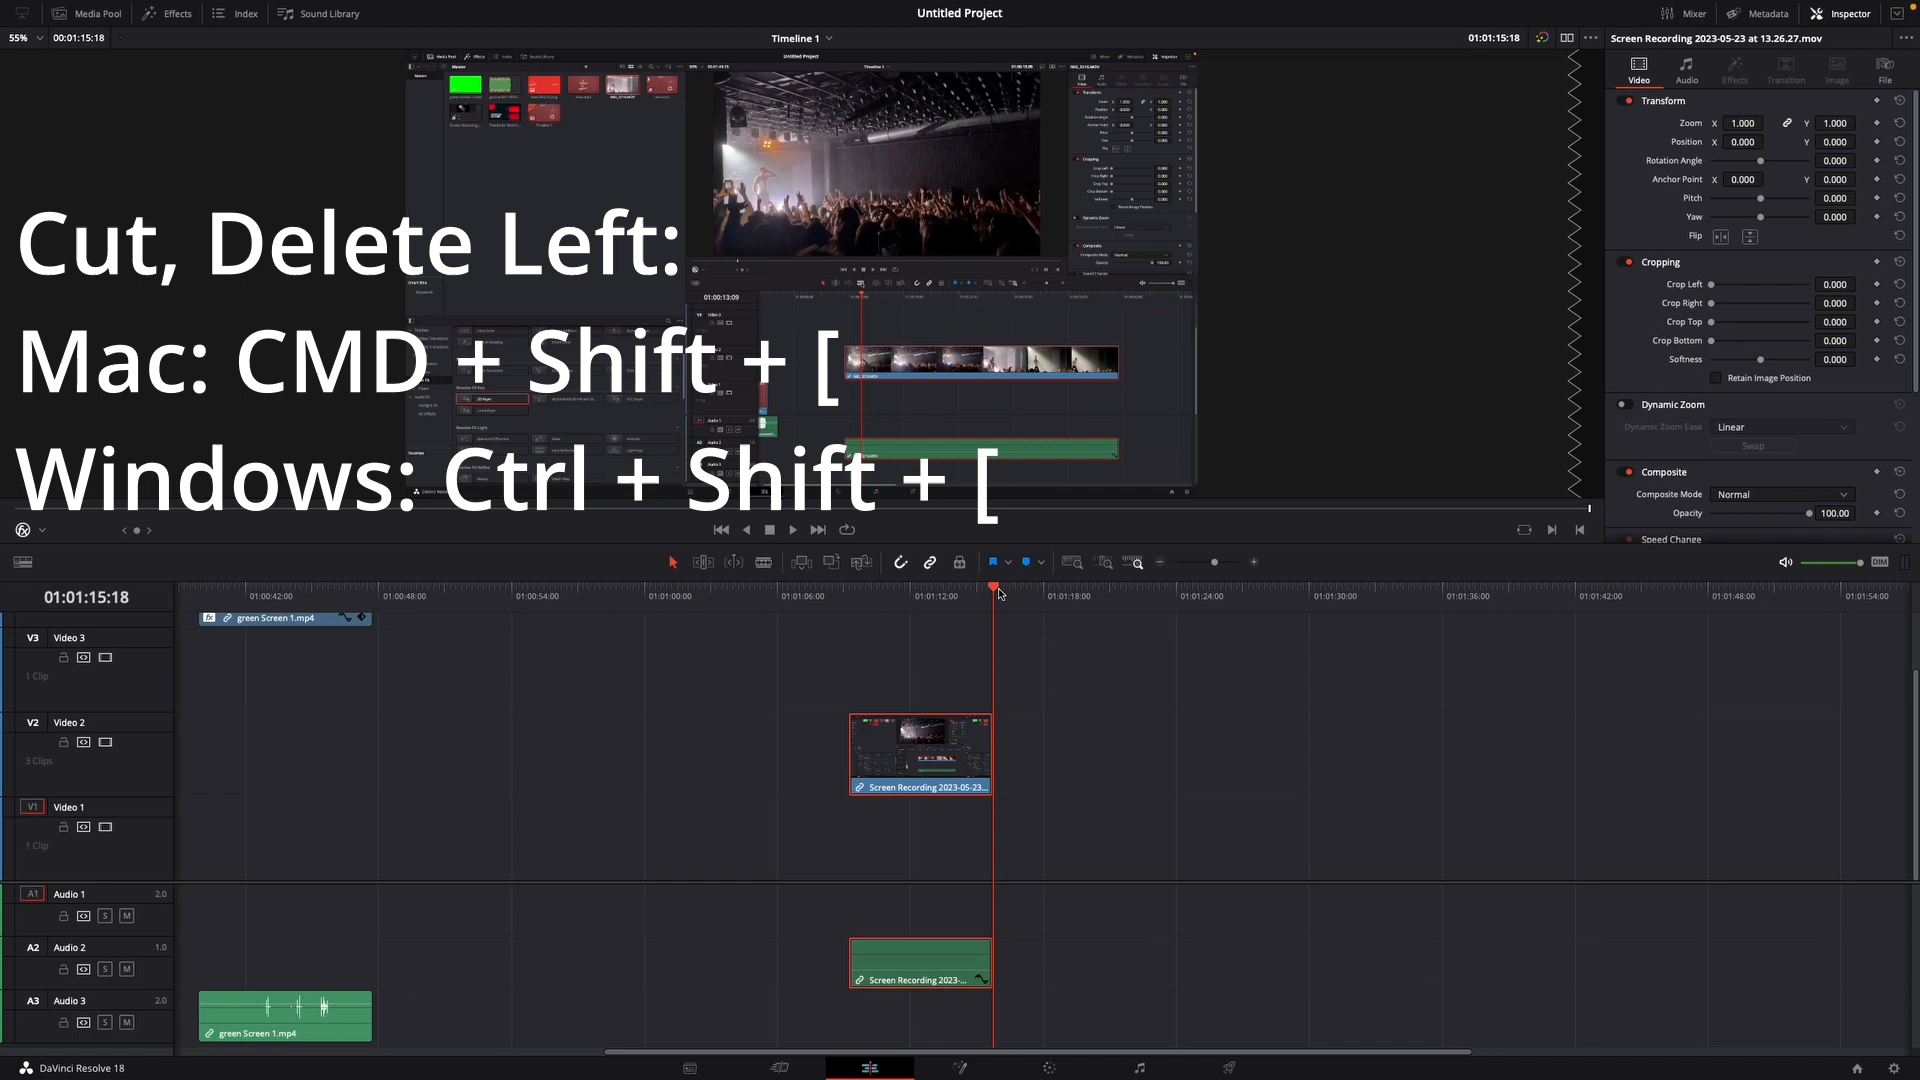 Media Pool
Effects
Index
Sound Library
Untitled Project
Mixer
Metadata
Inspector
55%
00:01:15:18
Timeline 1
01:01:15:18
Screen Recording 2023-05-23 at 13.26.27.mov
Video
Audio
Effects
Transition
Image
File
Transform
Zoom X 1.000 Y 1.000
Position X 0.000 Y 0.000
Rotation Angle 0.000
Anchor Point X 0.000 Y 0.000
Pitch 0.000
Yaw 0.000
Flip
Cropping
Crop Left 0.000
Crop Right 0.000
Crop Top 0.000
Crop Bottom 0.000
Softness 0.000
Retain Image Position
Dynamic Zoom
Dynamic Zoom Ease Linear
Swap
Composite
Composite Mode Normal
Opacity 100.00
Speed Change
Cut, Delete Left:
Mac: CMD + Shift + [
Windows: Ctrl + Shift + [
01:00:13:09
DIM
01:01:15:18
01:00:42:00
01:00:48:00
01:00:54:00
01:01:00:00
01:01:06:00
01:01:12:00
01:01:18:00
01:01:24:00
01:01:30:00
01:01:36:00
01:01:42:00
01:01:48:00
01:01:54:00
fx green Screen 1.mp4
V3 Video 3
1 Clip
V2 Video 2
3 Clips
Screen Recording 2023-05-23...
V1 Video 1
1 Clip
A1 Audio 1 2.0
S M
A2 Audio 2 1.0
S M
Screen Recording 2023-...
A3 Audio 3 2.0
S M
green Screen 1.mp4
DaVinci Resolve 18